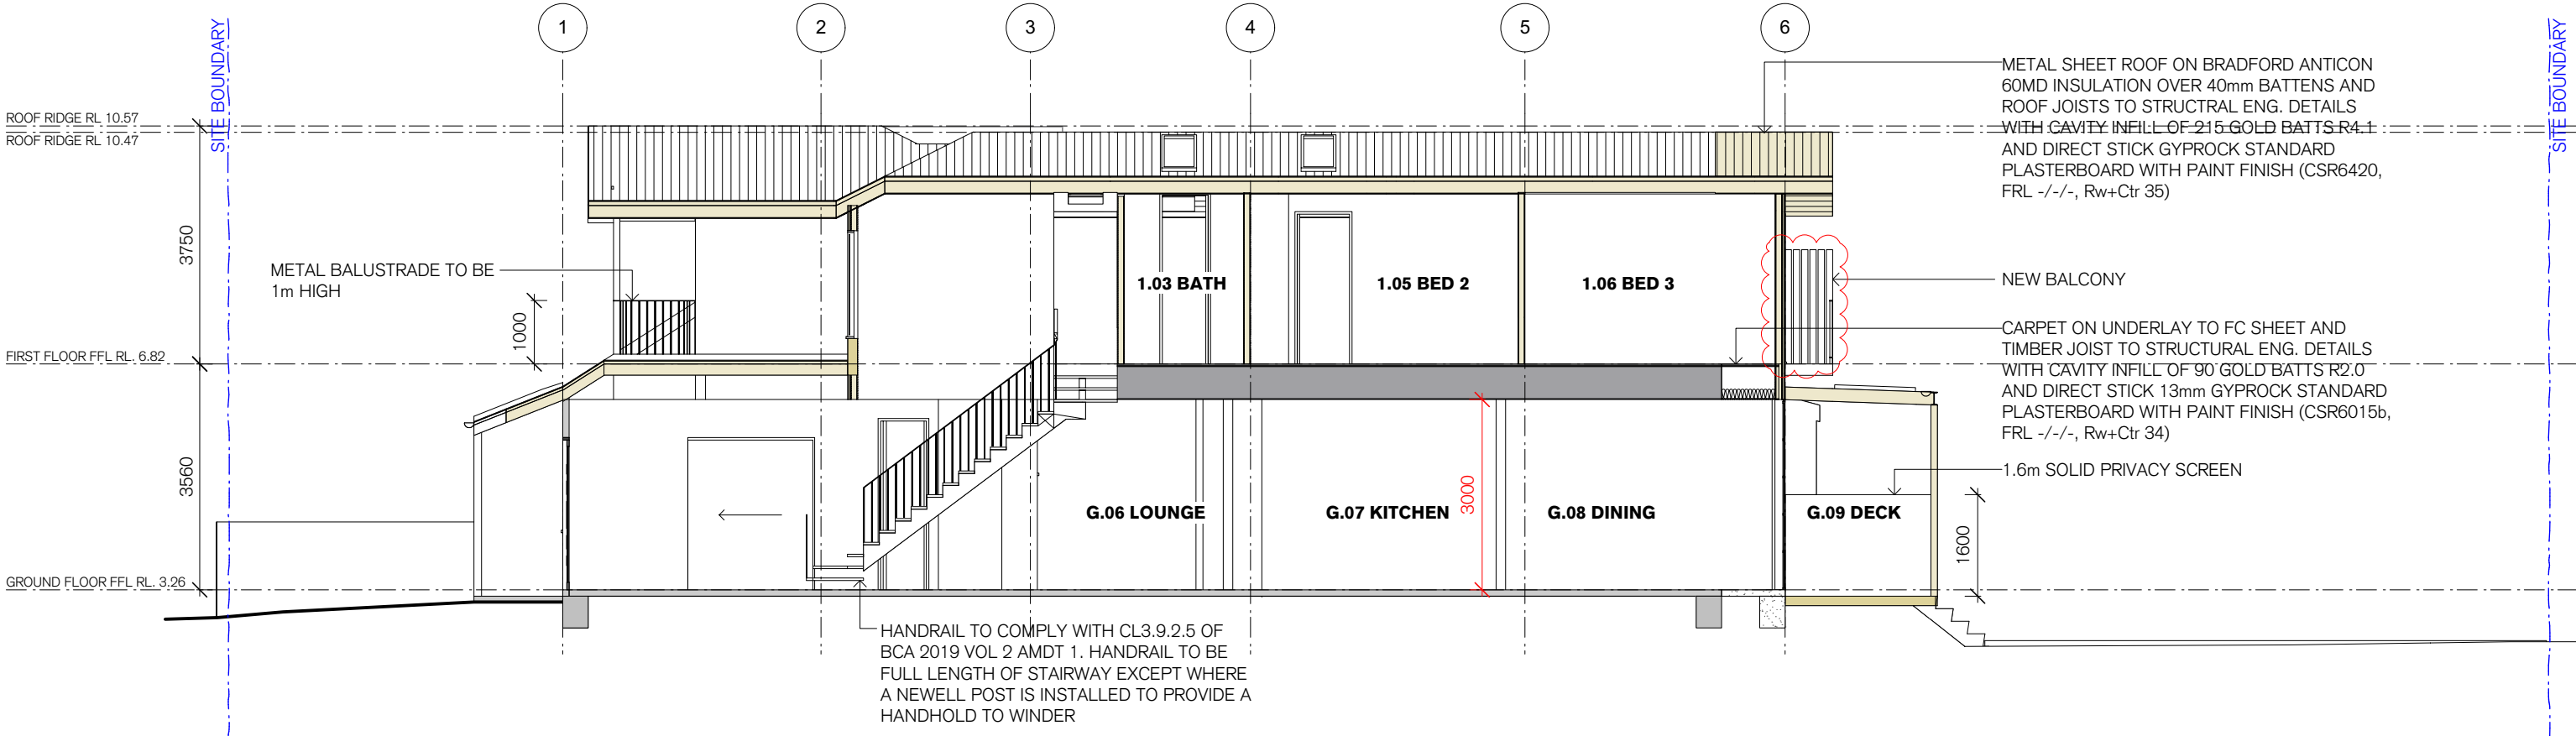 1
2
3
4
5
6
SITE BOUNDARY
SITE BOUNDARY
ROOF RIDGE RL 10.57
ROOF RIDGE RL 10.47
3750
FIRST FLOOR FFL RL. 6.82
3560
GROUND FLOOR FFL RL. 3.26
METAL BALUSTRADE TO BE
1m HIGH
1000
1.03 BATH
1.05 BED 2
1.06 BED 3
G.06 LOUNGE
G.07 KITCHEN
3000
G.08 DINING
G.09 DECK
1600
METAL SHEET ROOF ON BRADFORD ANTICON
60MD INSULATION OVER 40mm BATTENS AND
ROOF JOISTS TO STRUCTRAL ENG. DETAILS
WITH CAVITY INFILL OF 215 GOLD BATTS R4.1
AND DIRECT STICK GYPROCK STANDARD
PLASTERBOARD WITH PAINT FINISH (CSR6420,
FRL -/-/-, Rw+Ctr 35)
NEW BALCONY
CARPET ON UNDERLAY TO FC SHEET AND
TIMBER JOIST TO STRUCTURAL ENG. DETAILS
WITH CAVITY INFILL OF 90 GOLD BATTS R2.0
AND DIRECT STICK 13mm GYPROCK STANDARD
PLASTERBOARD WITH PAINT FINISH (CSR6015b,
FRL -/-/-, Rw+Ctr 34)
1.6m SOLID PRIVACY SCREEN
HANDRAIL TO COMPLY WITH CL3.9.2.5 OF
BCA 2019 VOL 2 AMDT 1. HANDRAIL TO BE
FULL LENGTH OF STAIRWAY EXCEPT WHERE
A NEWELL POST IS INSTALLED TO PROVIDE A
HANDHOLD TO WINDER